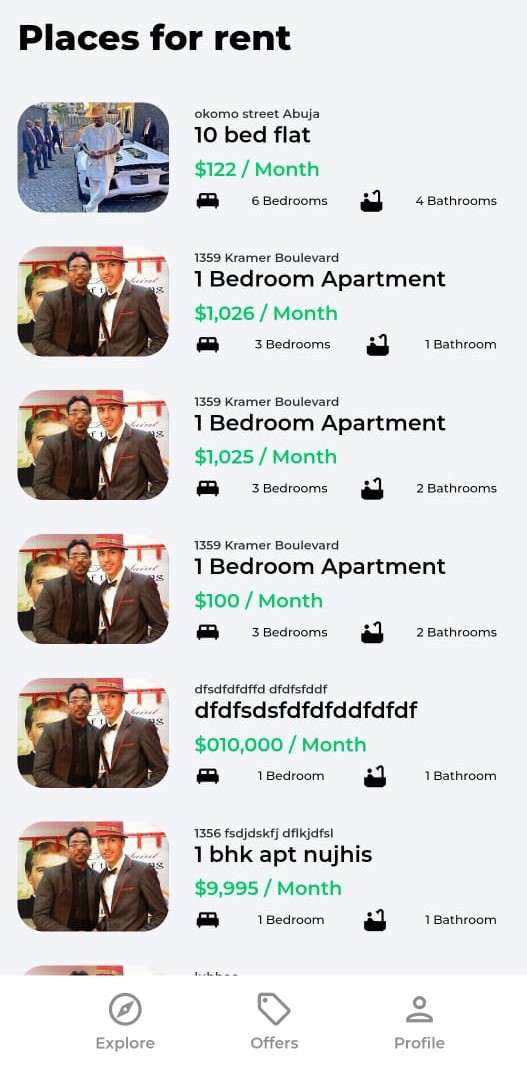 Places for rent
okomo street Abuja
10 bed flat
$122 / Month
6 Bedrooms 4 Bathrooms
1359 Kramer Boulevard
1 Bedroom Apartment
$1,026 / Month
3 Bedrooms 1 Bathroom
1359 Kramer Boulevard
1 Bedroom Apartment
$1,025 / Month
3 Bedrooms 2 Bathrooms
1359 Kramer Boulevard
1 Bedroom Apartment
$100 / Month
3 Bedrooms 2 Bathrooms
dfsdfdfdffd dfdfsfddf
dfdfsdsfdfdfddfdfdf
$010,000 / Month
1 Bedroom 1 Bathroom
1356 fsdjdskfj dflkjdfsl
1 bhk apt nujhis
$9,995 / Month
1 Bedroom 1 Bathroom
Explore Offers Profile